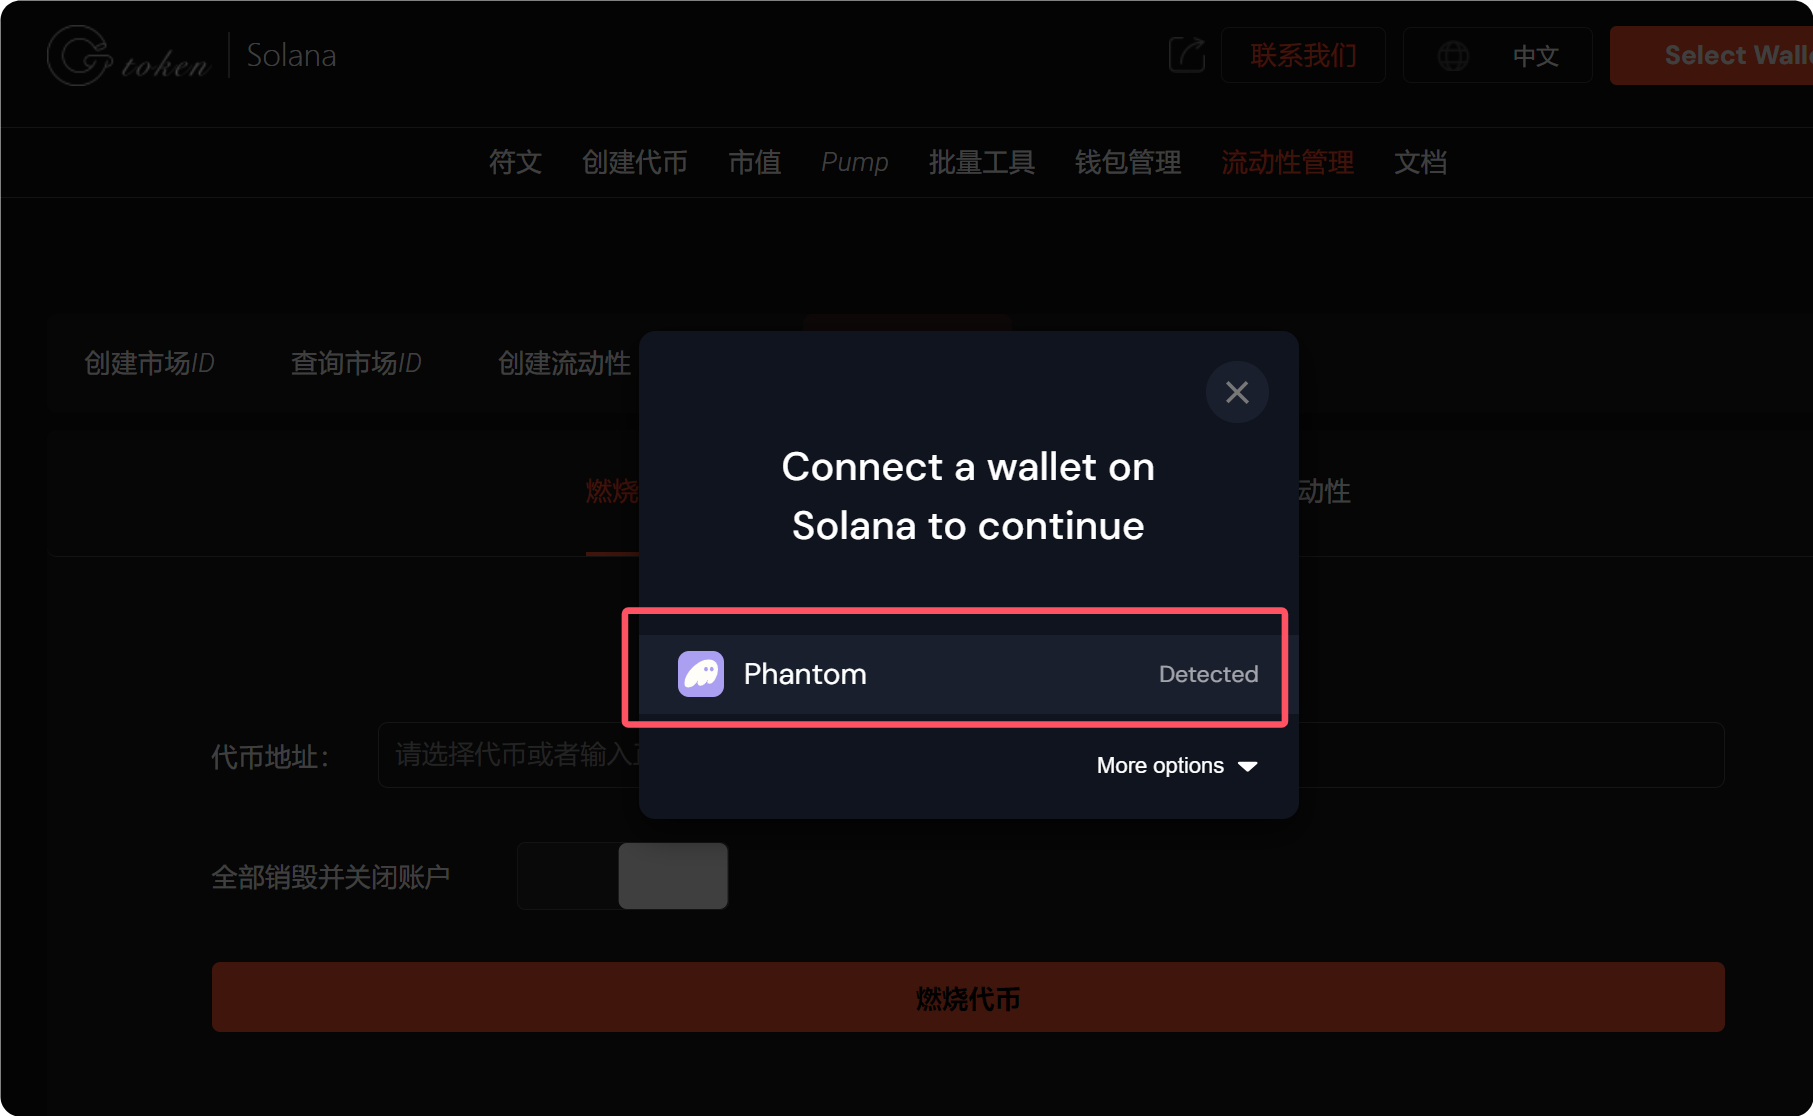 Gtoken | Solana
联系我们
中文
Select Wall
符文 创建代币 市值 Pump 批量工具 钱包管理 流动性管理 文档
创建市场ID 查询市场ID 创建流动性
Connect a wallet on
Solana to continue
燃烧
动性
Phantom
Detected
代币地址：
请选择代币或者输入
More options
全部销毁并关闭账户
燃烧代币